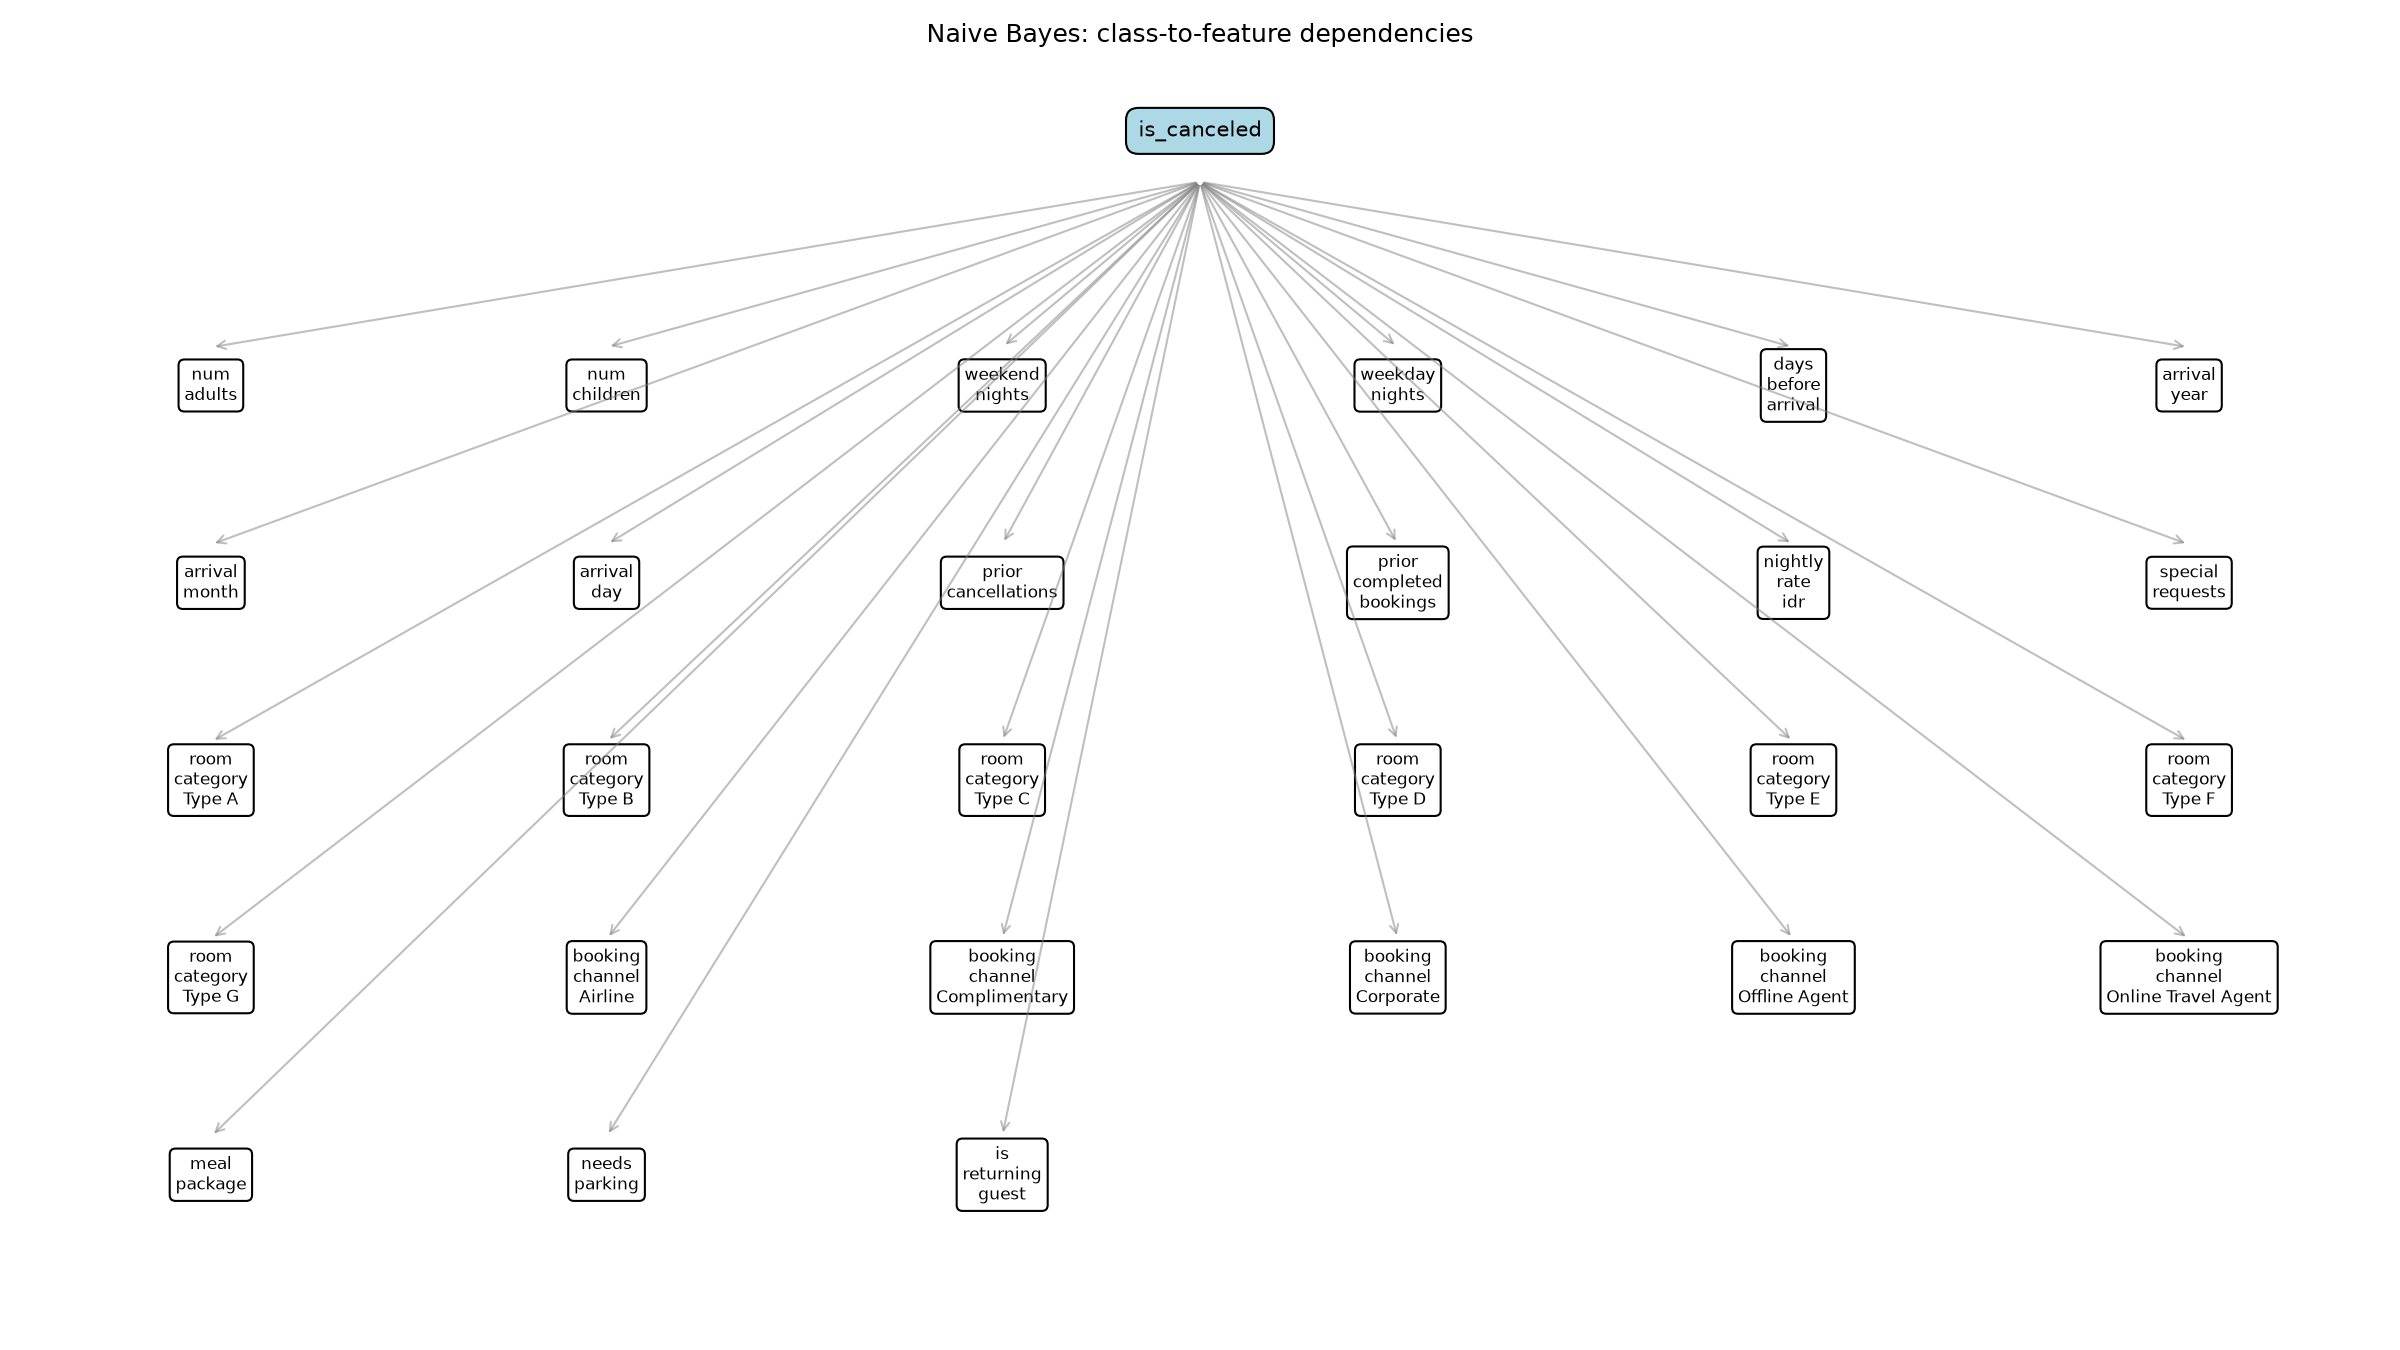 Naive Bayes: class-to-feature dependencies
is_canceled
num
adults
num
children
weekend
nights
weekday
nights
days
before
arrival
arrival
year
arrival
month
arrival
day
prior
cancellations
prior
completed
bookings
nightly
rate
idr
special
requests
room
category
Type A
room
category
Type B
room
category
Type C
room
category
Type D
room
category
Type E
room
category
Type F
room
category
Type G
booking
channel
Airline
booking
channel
Complimentary
booking
channel
Corporate
booking
channel
Offline Agent
booking
channel
Online Travel Agent
meal
package
needs
parking
is
returning
guest